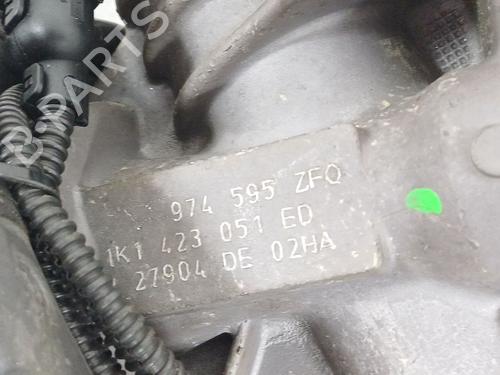 B-PARTS
974 595 ZFQ
1K1 423 051 ED
27904 DE 02HA